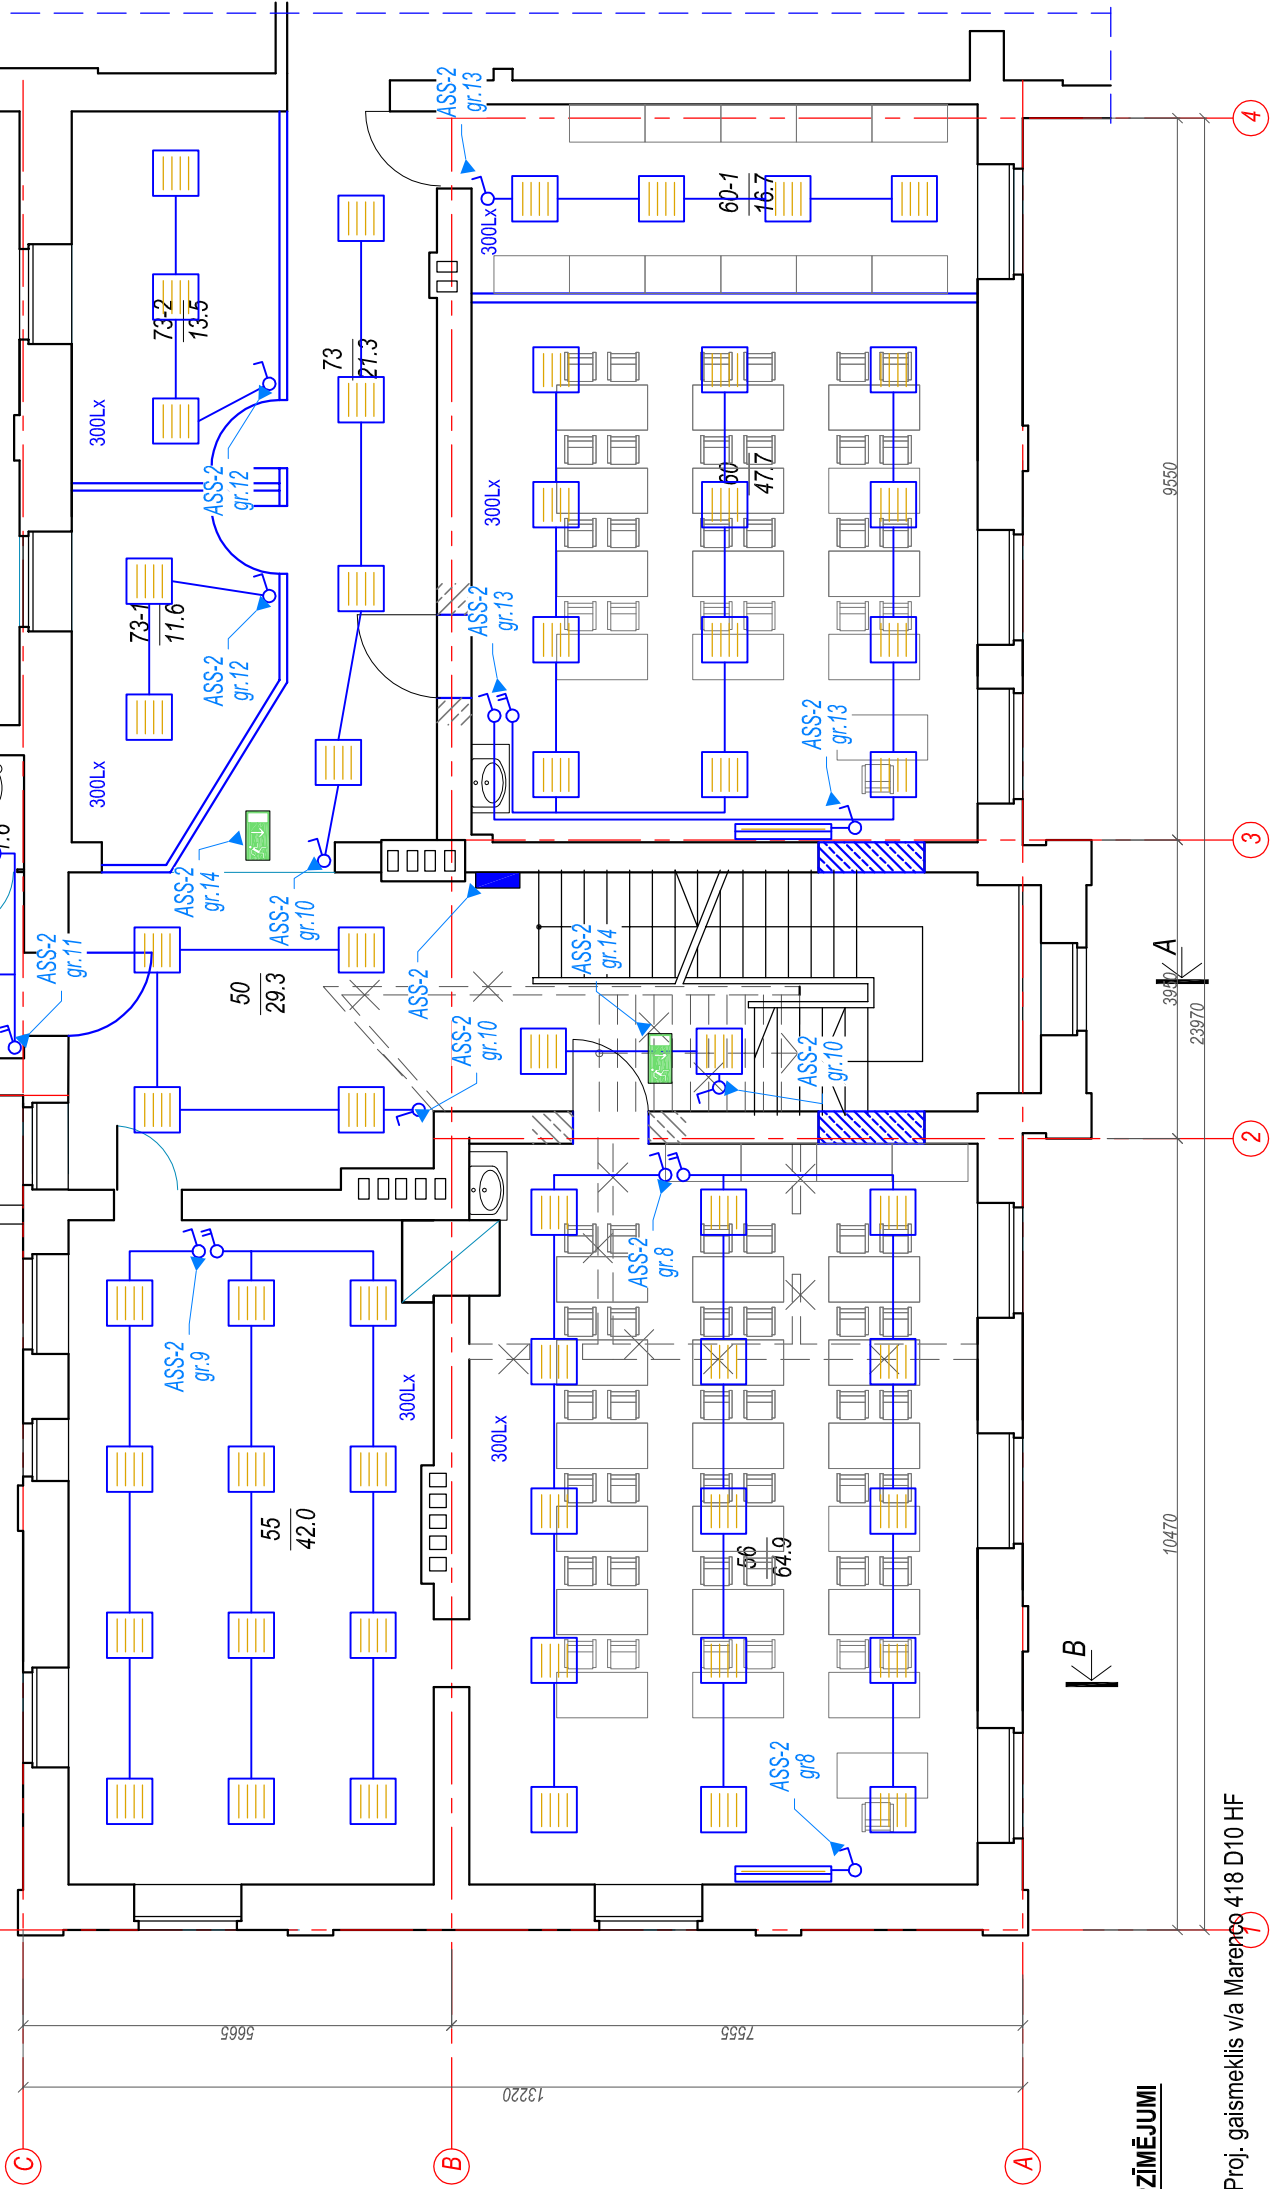 ASS-2
gr.13
4
60-1
16.7
300Lx
73-2
13.5
73
21.3
300Lx
ASS-2
gr.12
60
47.7
300Lx
9550
73-1
11.6
ASS-2
gr.12
ASS-2
gr.13
ASS-2
gr.13
300Lx
3
ASS-2
gr.14
ASS-2
gr.10
ASS-2
gr.11
50
29.3
ASS-2
ASS-2
gr.14
A
3950
23970
ASS-2
gr.10
ASS-2
gr.10
2
ASS-2
gr.8
ASS-2
gr.9
300Lx
300Lx
55
42.0
56
64.9
10470
B
ASS-2
gr8
1
5665
7555
13220
C
B
A
ZĪMĒJUMI
Proj. gaismeklis v/a Marenco 418 D10 HF